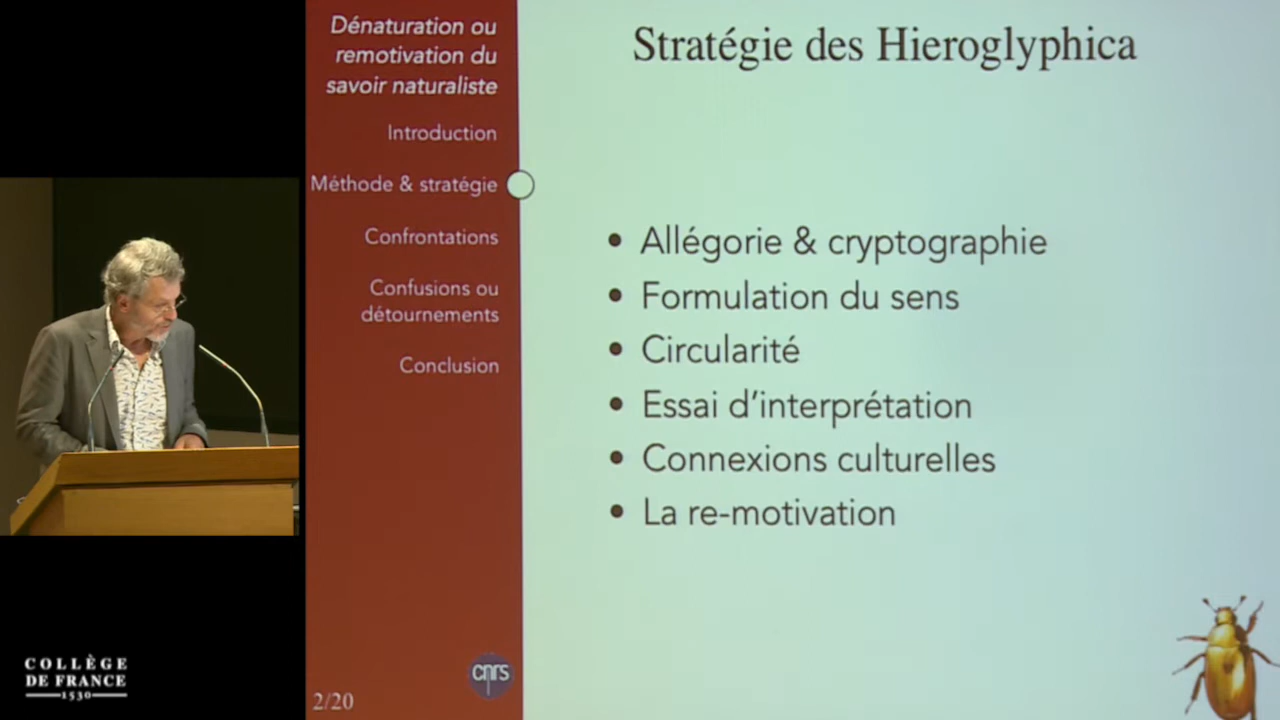 Dénaturation ou
remotivation du
savoir naturaliste
Introduction
Méthode & stratégie
Confrontations
Confusions ou
détournements
Conclusion
cnrs
2/20
Stratégie des Hieroglyphica
• Allégorie & cryptographie
• Formulation du sens
• Circularité
• Essai d'interprétation
• Connexions culturelles
• La re-motivation
COLLÈGE
DE FRANCE
1530